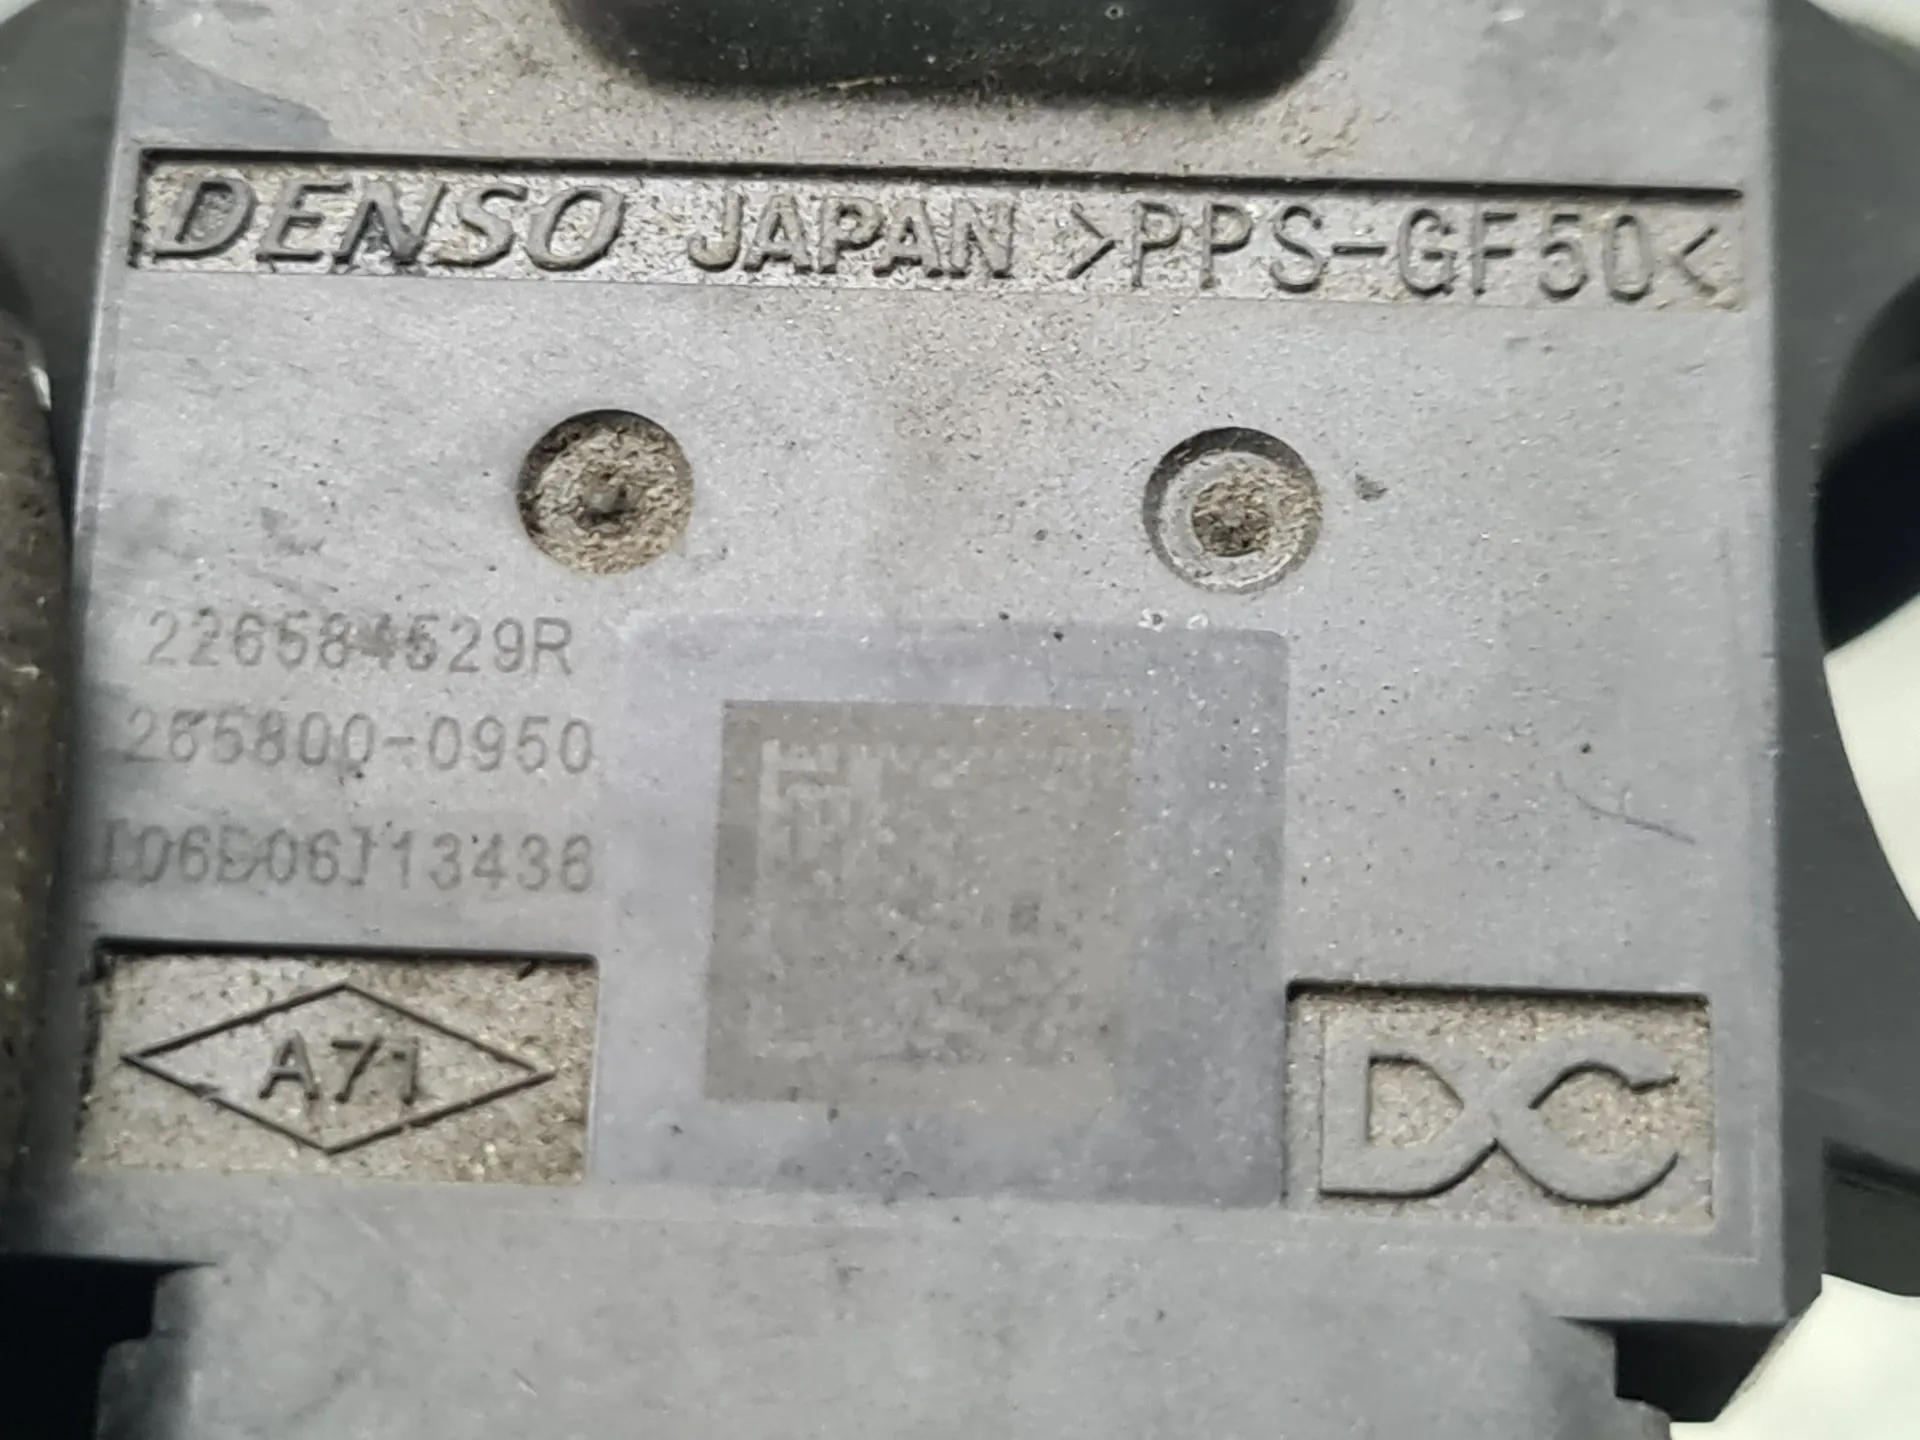 DENSO JAPAN >PPS-GF50<
226584529R
265800-0950
A71
DC